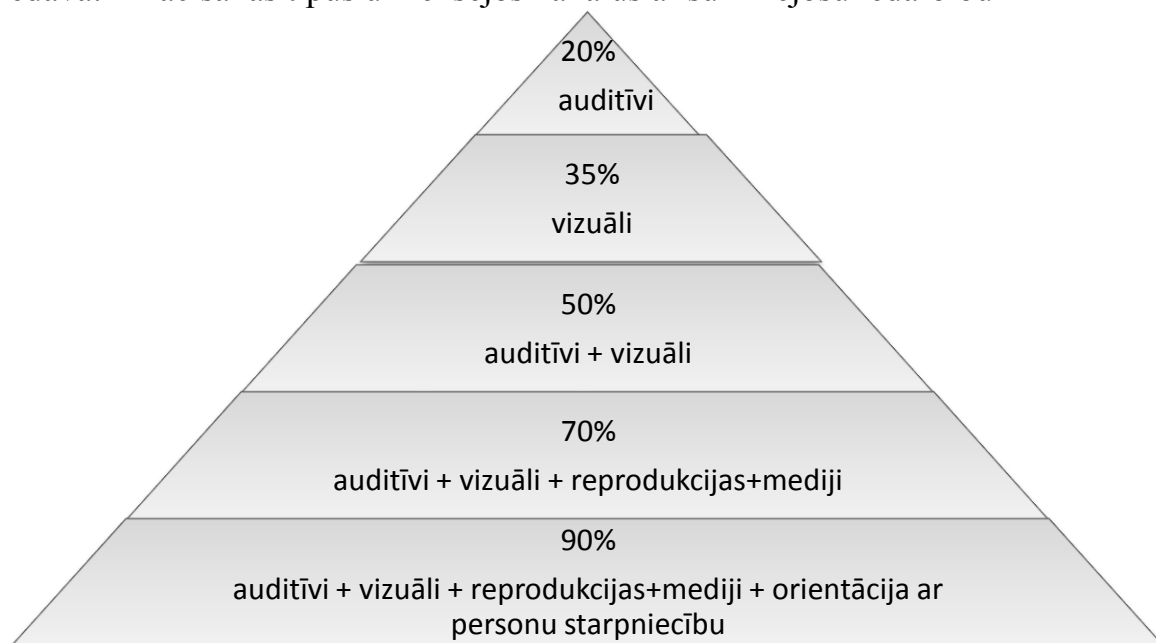 20%
auditīvi
35%
vizuāli
50%
auditīvi + vizuāli
70%
auditīvi + vizuāli + reprodukcijas+mediji
90%
auditīvi + vizuāli + reprodukcijas+mediji + orientācija ar
personu starpniecību